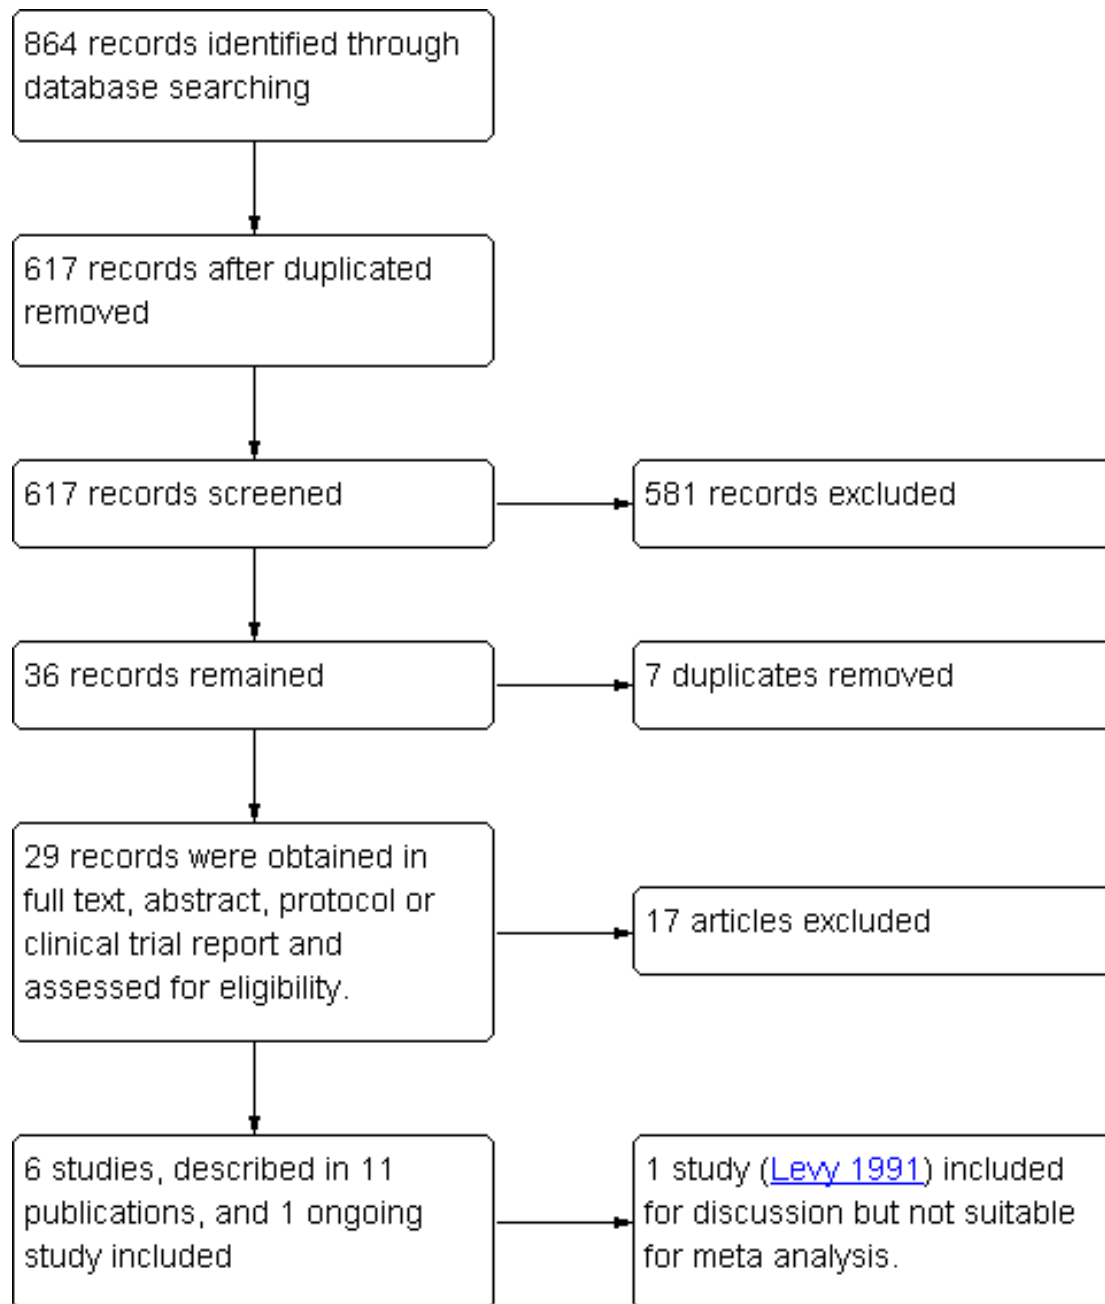 864 records identified through
database searching
617 records after duplicated
removed
617 records screened
581 records excluded
36 records remained
7 duplicates removed
29 records were obtained in
full text, abstract, protocol or
clinical trial report and
assessed for eligibility.
17 articles excluded
6 studies, described in 11
publications, and 1 ongoing
study included
1 study (Levy 1991) included
for discussion but not suitable
for meta analysis.